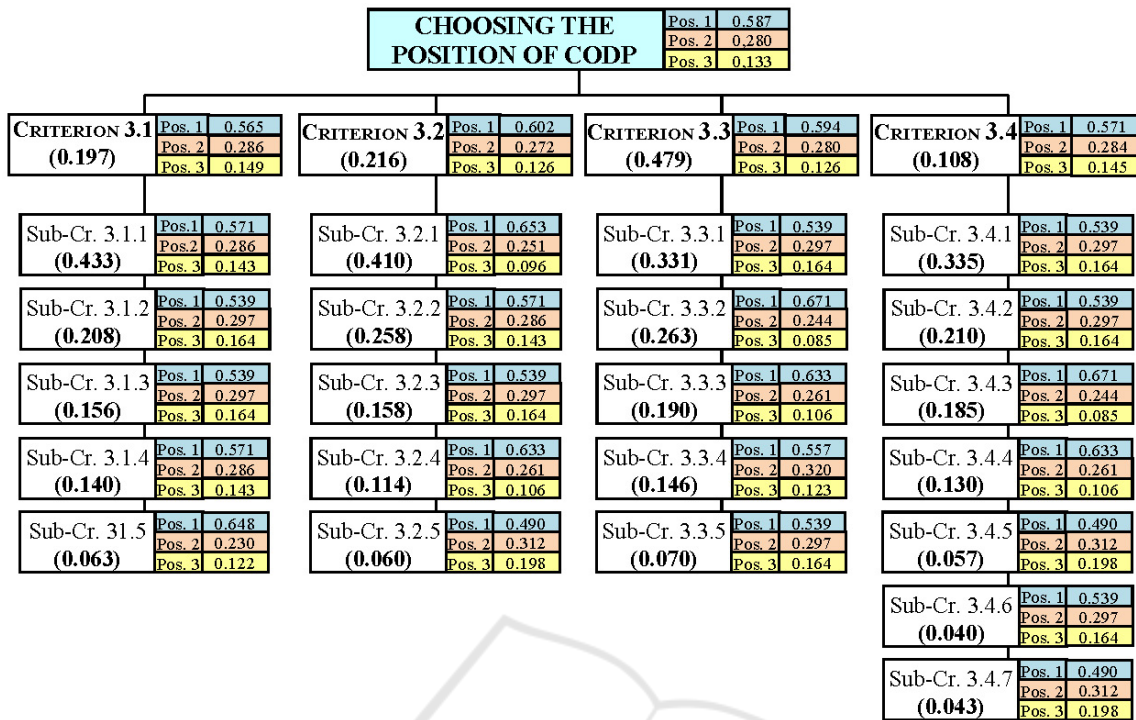 CHOOSING THE
POSITION OF CODP
Pos. 1 0.587
Pos. 2 0,280
Pos. 3 0,133
CRITERION 3.1
(0.197)
Pos. 1 0.565
Pos. 2 0.286
Pos. 3 0.149
CRITERION 3.2
(0.216)
Pos. 1 0.602
Pos. 2 0.272
Pos. 3 0.126
CRITERION 3.3
(0.479)
Pos. 1 0.594
Pos. 2 0.280
Pos. 3 0.126
CRITERION 3.4
(0.108)
Pos. 1 0.571
Pos. 2 0.284
Pos. 3 0.145
Sub-Cr. 3.1.1
(0.433)
Pos.1 0.571
Pos.2 0.286
Pos. 3 0.143
Sub-Cr. 3.2.1
(0.410)
Pos. 1 0.653
Pos. 2 0.251
Pos. 3 0.096
Sub-Cr. 3.3.1
(0.331)
Pos. 1 0.539
Pos. 2 0.297
Pos. 3 0.164
Sub-Cr. 3.4.1
(0.335)
Pos. 1 0.539
Pos. 2 0.297
Pos. 3 0.164
Sub-Cr. 3.1.2
(0.208)
Pos. 1 0.539
Pos. 2 0.297
Pos. 3 0.164
Sub-Cr. 3.2.2
(0.258)
Pos. 1 0.571
Pos. 2 0.286
Pos. 3 0.143
Sub-Cr. 3.3.2
(0.263)
Pos. 1 0.671
Pos. 2 0.244
Pos. 3 0.085
Sub-Cr. 3.4.2
(0.210)
Pos. 1 0.539
Pos. 2 0.297
Pos. 3 0.164
Sub-Cr. 3.1.3
(0.156)
Pos. 1 0.539
Pos. 2 0.297
Pos. 3 0.164
Sub-Cr. 3.2.3
(0.158)
Pos. 1 0.539
Pos. 2 0.297
Pos. 3 0.164
Sub-Cr. 3.3.3
(0.190)
Pos. 1 0.633
Pos. 2 0.261
Pos. 3 0.106
Sub-Cr. 3.4.3
(0.185)
Pos. 1 0.671
Pos. 2 0.244
Pos. 3 0.085
Sub-Cr. 3.1.4
(0.140)
Pos. 1 0.571
Pos. 2 0.286
Pos. 3 0.143
Sub-Cr. 3.2.4
(0.114)
Pos. 1 0.633
Pos. 2 0.261
Pos. 3 0.106
Sub-Cr. 3.3.4
(0.146)
Pos. 1 0.557
Pos. 2 0.320
Pos. 3 0.123
Sub-Cr. 3.4.4
(0.130)
Pos. 1 0.633
Pos. 2 0.261
Pos. 3 0.106
Sub-Cr. 31.5
(0.063)
Pos. 1 0.648
Pos. 2 0.230
Pos. 3 0.122
Sub-Cr. 3.2.5
(0.060)
Pos. 1 0.490
Pos. 2 0.312
Pos. 3 0.198
Sub-Cr. 3.3.5
(0.070)
Pos. 1 0.539
Pos. 2 0.297
Pos. 3 0.164
Sub-Cr. 3.4.5
(0.057)
Pos. 1 0.490
Pos. 2 0.312
Pos. 3 0.198
Sub-Cr. 3.4.6
(0.040)
Pos. 1 0.539
Pos. 2 0.297
Pos. 3 0.164
Sub-Cr. 3.4.7
(0.043)
Pos. 1 0.490
Pos. 2 0.312
Pos. 3 0.198